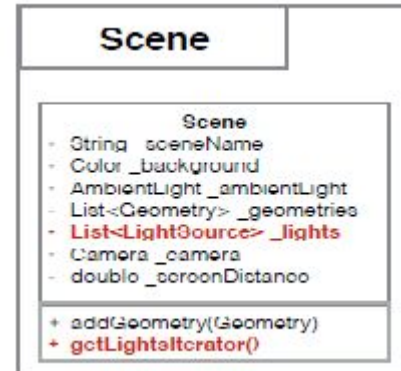 Scene
Scene
- String _sceneName
- Color _background
- AmbientLight _ambientLight
- List<Geometry> _geometries
- List<LightSource> _lights
- Camera _camera
- double _screenDistance
+ addGeometry(Geometry)
+ getLightsIterator()